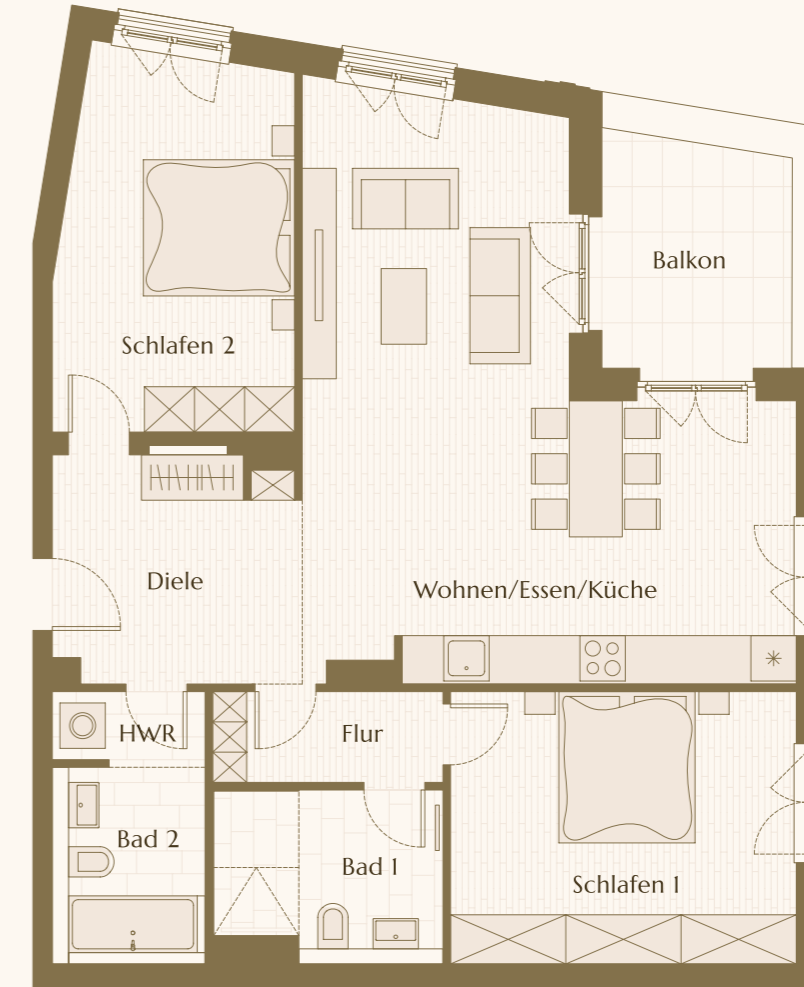 Balkon
Schlafen 2
Diele
Wohnen/Essen/Küche
HWR
Flur
Bad 2
Bad 1
Schlafen 1